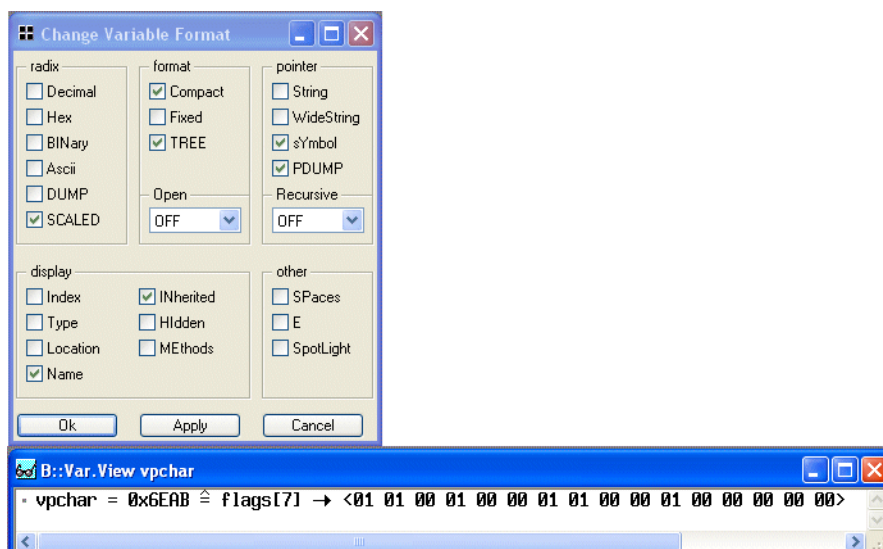 Change Variable Format
radix
Decimal
Hex
BINary
Ascii
DUMP
SCALED
format
Compact
Fixed
TREE
Open
OFF
pointer
String
WideString
sYmbol
PDUMP
Recursive
OFF
display
Index
Type
Location
Name
INherited
HIdden
MEthods
other
SPaces
E
SpotLight
Ok Apply Cancel
B::Var.View vpchar
vpchar = 0x6EAB ≙ flags[7] → <01 01 00 01 00 00 01 01 00 00 01 00 00 00 00 00>